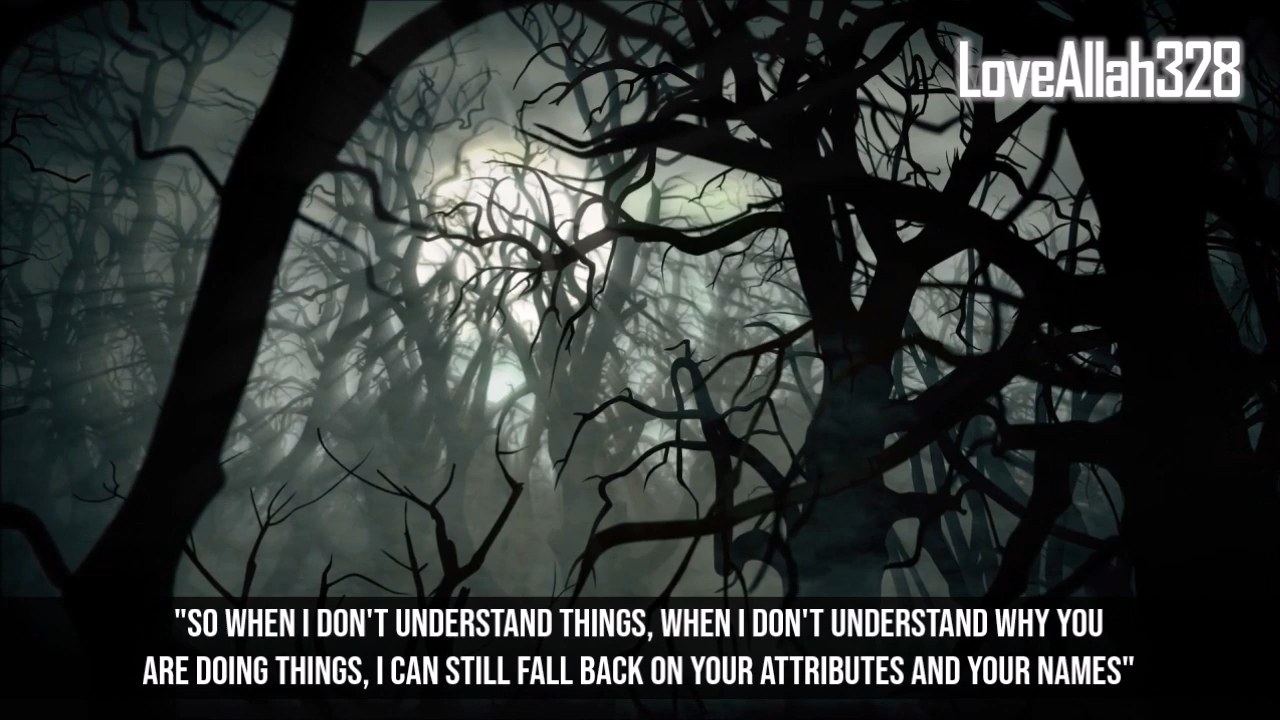 LoveAllah328
"SO WHEN I DON'T UNDERSTAND THINGS, WHEN I DON'T UNDERSTAND WHY YOU
ARE DOING THINGS, I CAN STILL FALL BACK ON YOUR ATTRIBUTES AND YOUR NAMES"